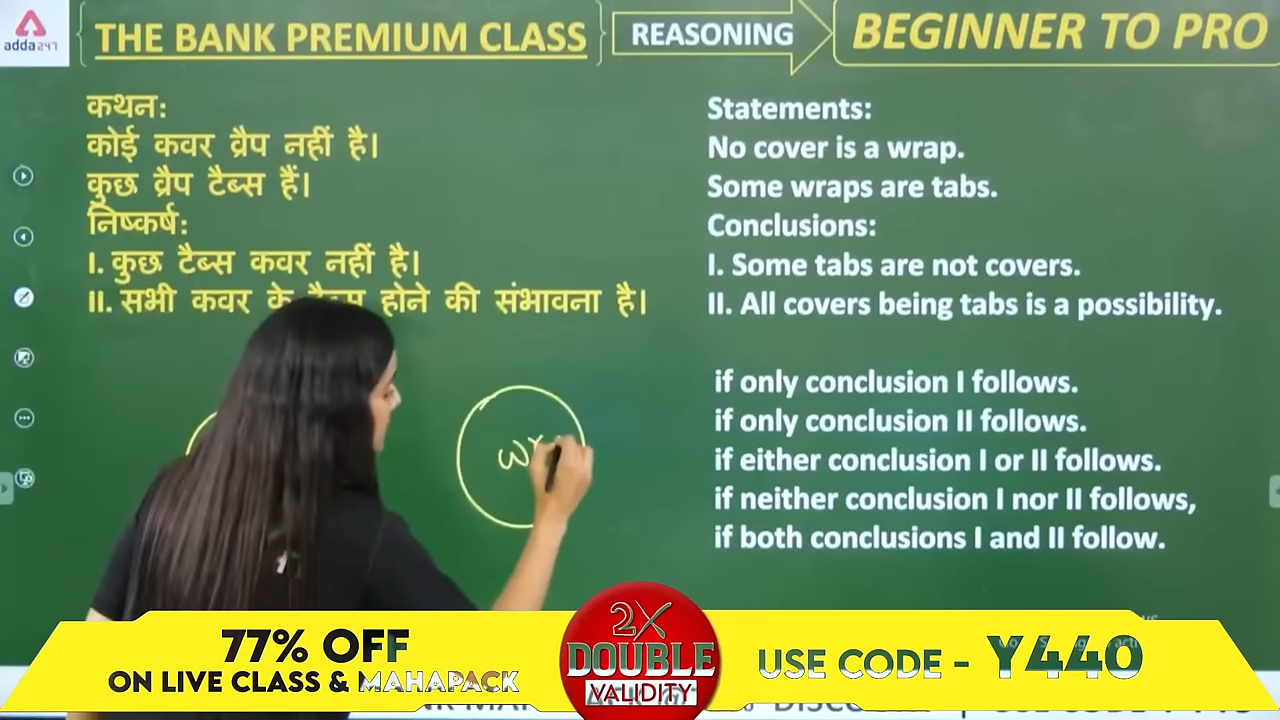 adda247
THE BANK PREMIUM CLASS
REASONING
BEGINNER TO PRO
कथन:
कोई कवर व्रैप नहीं है।
कुछ व्रैप टैब्स हैं।
निष्कर्ष:
I. कुछ टैब्स कवर नहीं है।
II. सभी कवर के होने की संभावना है।
Statements:
No cover is a wrap.
Some wraps are tabs.
Conclusions:
I. Some tabs are not covers.
II. All covers being tabs is a possibility.
if only conclusion I follows.
if only conclusion II follows.
if either conclusion I or II follows.
if neither conclusion I nor II follows,
if both conclusions I and II follow.
wr
77% OFF
ON LIVE CLASS & MAHAPACK
2X
DOUBLE
VALIDITY
USE CODE - Y440